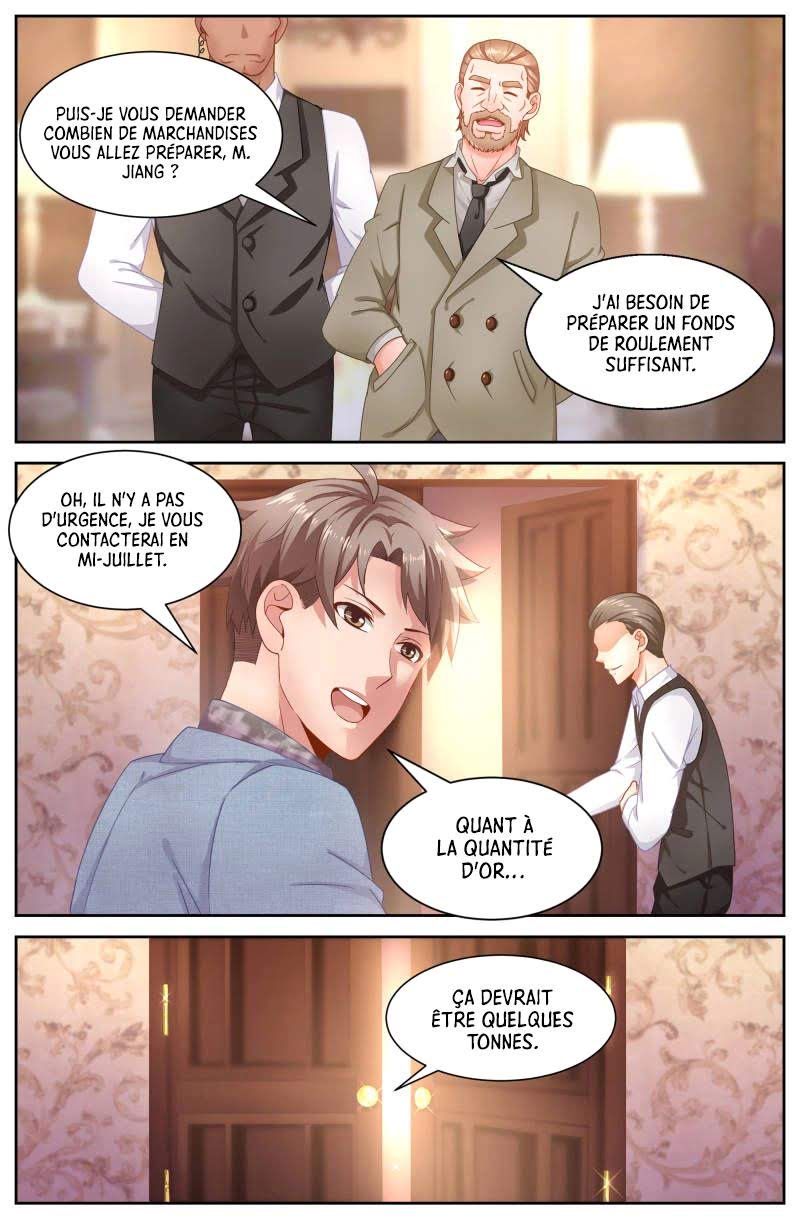 PUIS-JE VOUS DEMANDER
COMBIEN DE MARCHANDISES
VOUS ALLEZ PRÉPARER, M.
JIANG ?
J'AI BESOIN DE
PRÉPARER UN FONDS
DE ROULEMENT
SUFFISANT.
OH, IL N'Y A PAS
D'URGENCE, JE VOUS
CONTACTERAI EN
MI-JUILLET.
QUANT À
LA QUANTITÉ
D'OR...
ÇA DEVRAIT
ÊTRE QUELQUES
TONNES.